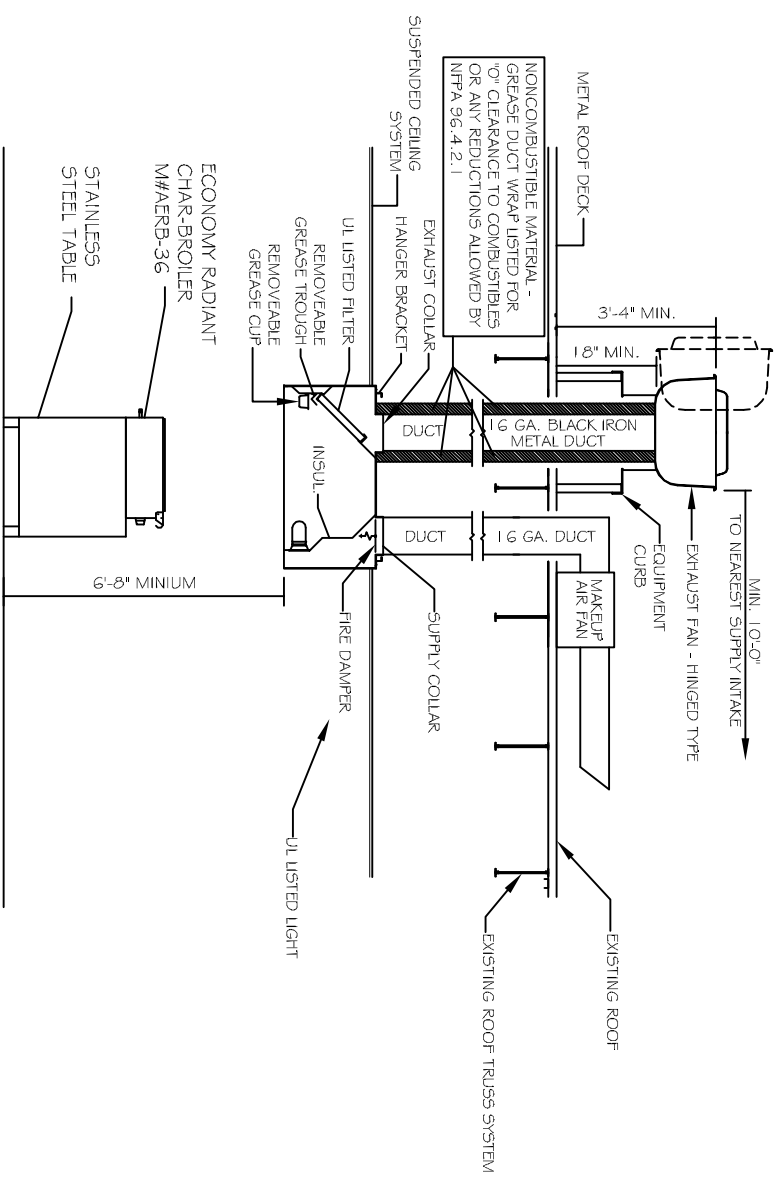 MIN. 10'-0"
TO NEAREST SUPPLY INTAKE
EXHAUST FAN - HINGED TYPE
EQUIPMENT
CURB
3'-4" MIN.
18" MIN.
METAL ROOF DECK
EXISTING ROOF
EXISTING ROOF TRUSS SYSTEM
MAKEUP
AIR FAN
16 GA. BLACK IRON
METAL DUCT
DUCT
16 GA. DUCT
DUCT
NONCOMBUSTIBLE MATERIAL -
GREASE DUCT WRAP LISTED FOR
"0" CLEARANCE TO COMBUSTIBLES
OR ANY REDUCTIONS ALLOWED BY
NFPA 96.4.2.1
SUSPENDED CEILING
SYSTEM
EXHAUST COLLAR
HANGER BRACKET
UL LISTED FILTER
REMOVEABLE
GREASE TROUGH
REMOVEABLE
GREASE CUP
INSUL.
SUPPLY COLLAR
FIRE DAMPER
UL LISTED LIGHT
6'-8" MINIUM
ECONOMY RADIANT
CHAR-BROILER
M#AERB-36
STAINLESS
STEEL TABLE